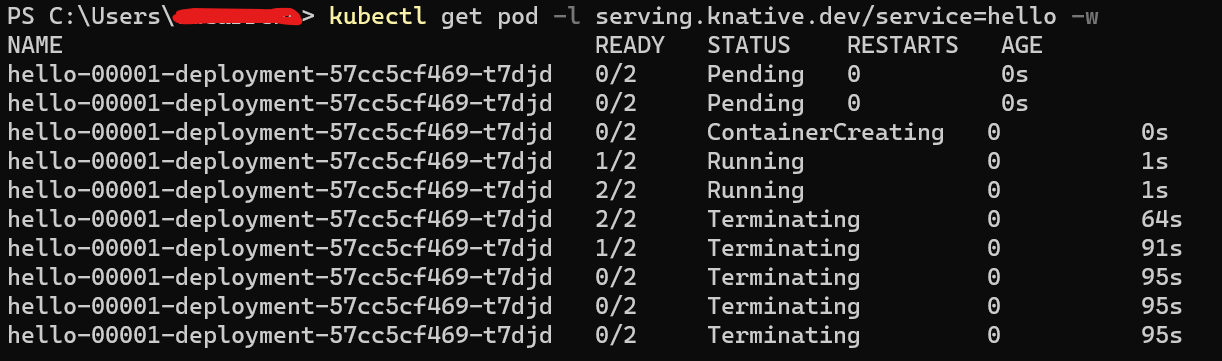 PS C:\Users\ > kubectl get pod -l serving.knative.dev/service=hello -w
NAME READY STATUS RESTARTS AGE
hello-00001-deployment-57cc5cf469-t7djd 0/2 Pending 0 0s
hello-00001-deployment-57cc5cf469-t7djd 0/2 Pending 0 0s
hello-00001-deployment-57cc5cf469-t7djd 0/2 ContainerCreating 0 0s
hello-00001-deployment-57cc5cf469-t7djd 1/2 Running 0 1s
hello-00001-deployment-57cc5cf469-t7djd 2/2 Running 0 1s
hello-00001-deployment-57cc5cf469-t7djd 2/2 Terminating 0 64s
hello-00001-deployment-57cc5cf469-t7djd 1/2 Terminating 0 91s
hello-00001-deployment-57cc5cf469-t7djd 0/2 Terminating 0 95s
hello-00001-deployment-57cc5cf469-t7djd 0/2 Terminating 0 95s
hello-00001-deployment-57cc5cf469-t7djd 0/2 Terminating 0 95s